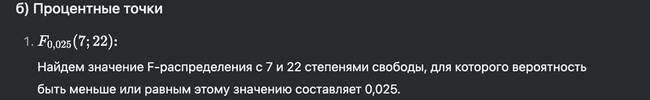 б) Процентные точки
1. F0,025(7; 22):
Найдем значение F-распределения с 7 и 22 степенями свободы, для которого вероятность
быть меньше или равным этому значению составляет 0,025.